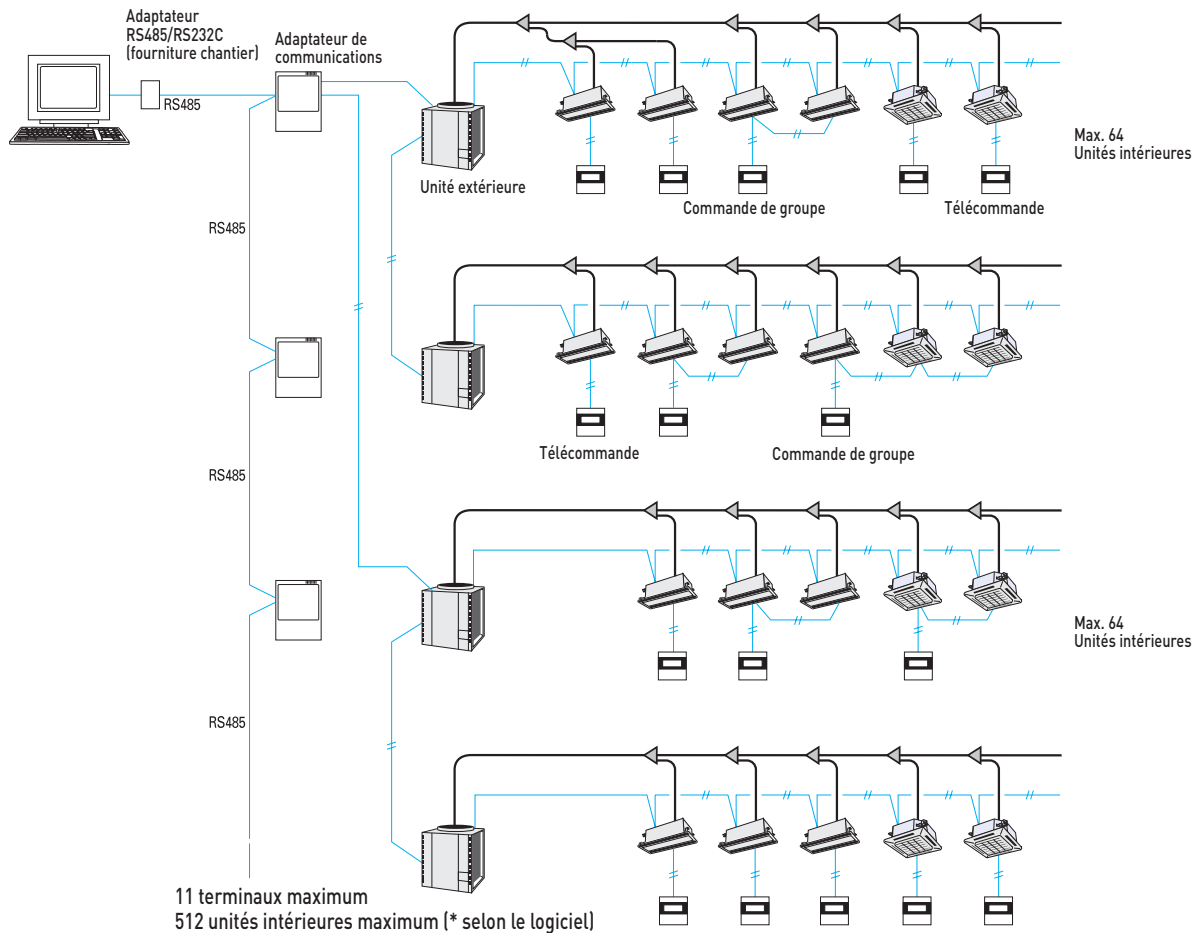 Adaptateur
RS485/RS232C
(fourniture chantier)
Adaptateur de
communications
RS485
Max. 64
Unités intérieures
Unité extérieure
Commande de groupe
Télécommande
RS485
Télécommande
Commande de groupe
RS485
Max. 64
Unités intérieures
RS485
11 terminaux maximum
512 unités intérieures maximum (* selon le logiciel)